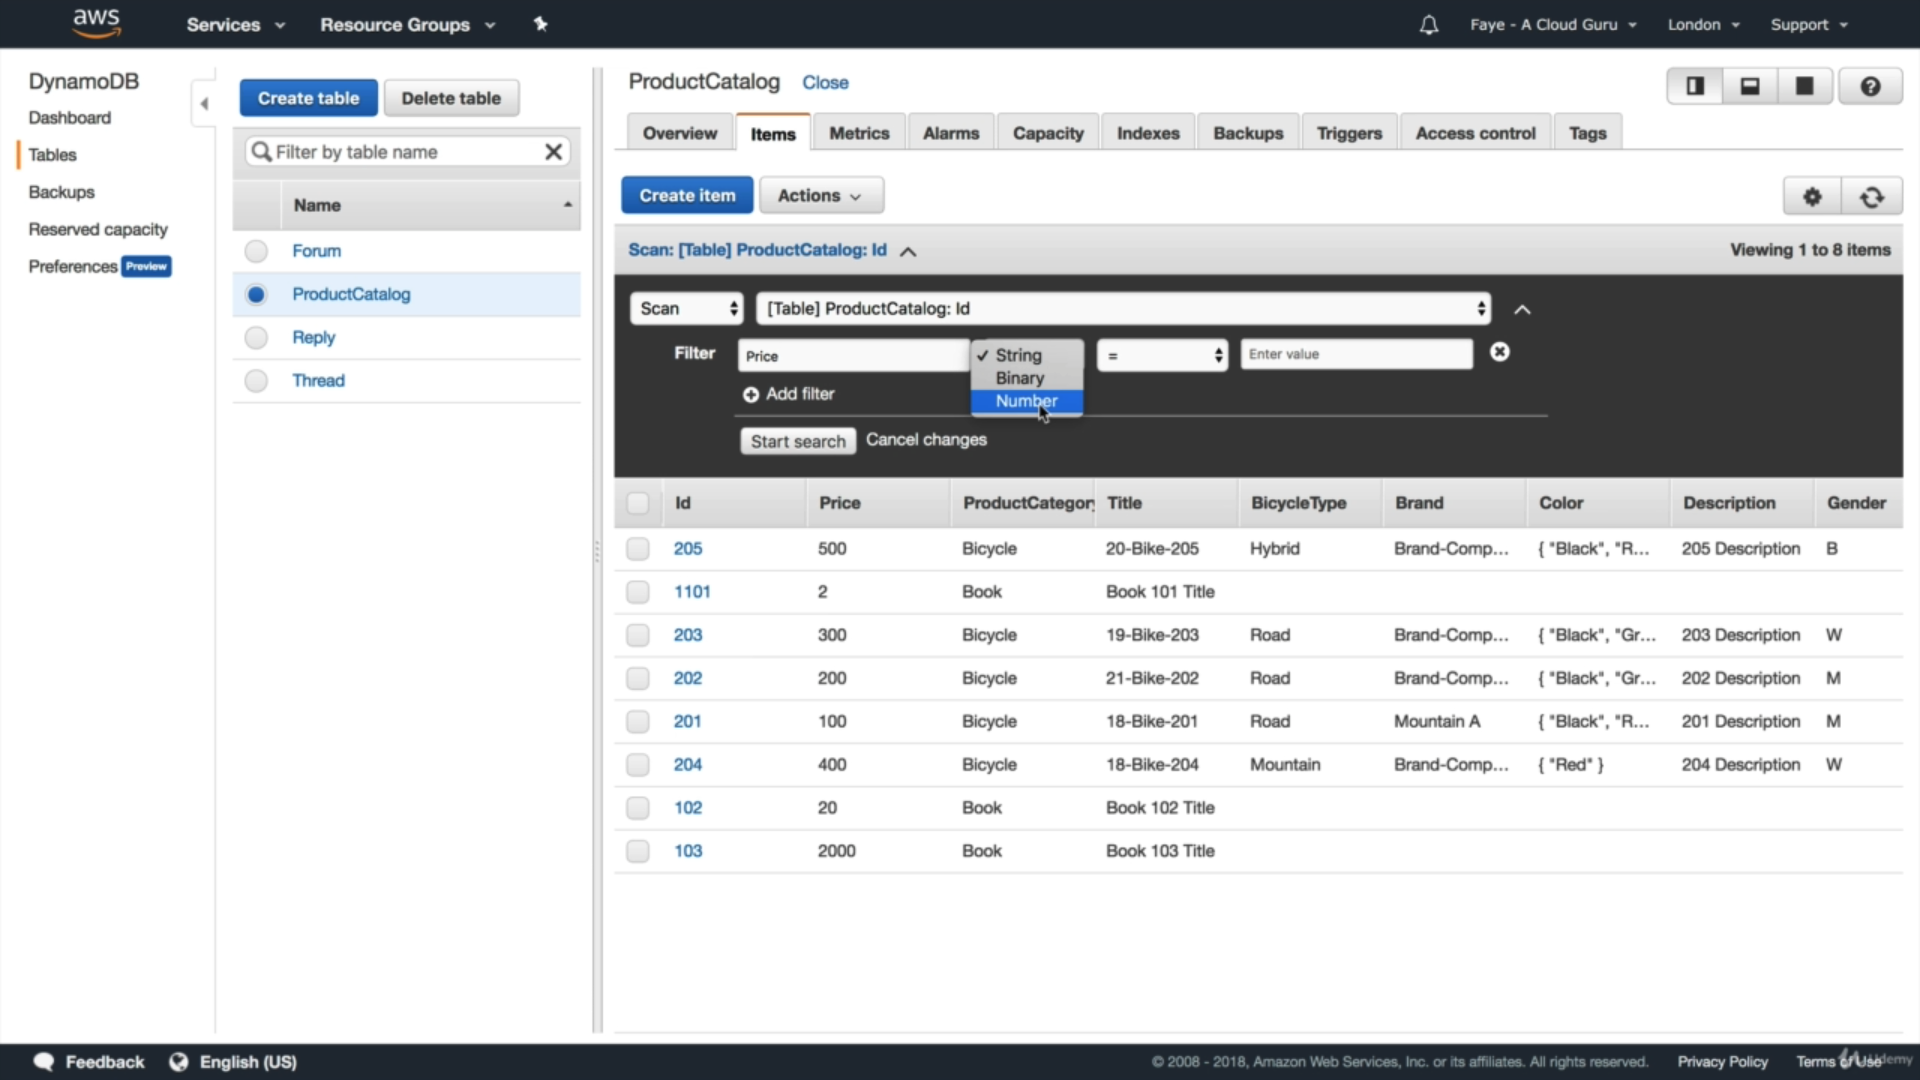 aws Services Resource Groups Faye - A Cloud Guru London Support
DynamoDB
Dashboard
Tables
Backups
Reserved capacity
Preferences Preview
Create table Delete table
Filter by table name
Name
Forum
ProductCatalog
Reply
Thread
ProductCatalog Close
Overview Items Metrics Alarms Capacity Indexes Backups Triggers Access control Tags
Create item Actions
Scan: [Table] ProductCatalog: Id Viewing 1 to 8 items
Scan [Table] ProductCatalog: Id
Filter Price ✓ String = Enter value
Binary
Number
Add filter
Start search Cancel changes
Id Price ProductCategory Title BicycleType Brand Color Description Gender
205 500 Bicycle 20-Bike-205 Hybrid Brand-Comp... { "Black", "R... 205 Description B
1101 2 Book Book 101 Title
203 300 Bicycle 19-Bike-203 Road Brand-Comp... { "Black", "Gr... 203 Description W
202 200 Bicycle 21-Bike-202 Road Brand-Comp... { "Black", "Gr... 202 Description M
201 100 Bicycle 18-Bike-201 Road Mountain A { "Black", "R... 201 Description M
204 400 Bicycle 18-Bike-204 Mountain Brand-Comp... { "Red" } 204 Description W
102 20 Book Book 102 Title
103 2000 Book Book 103 Title
Feedback English (US) © 2008 - 2018, Amazon Web Services, Inc. or its affiliates. All rights reserved. Privacy Policy Terms of Use
Udemy